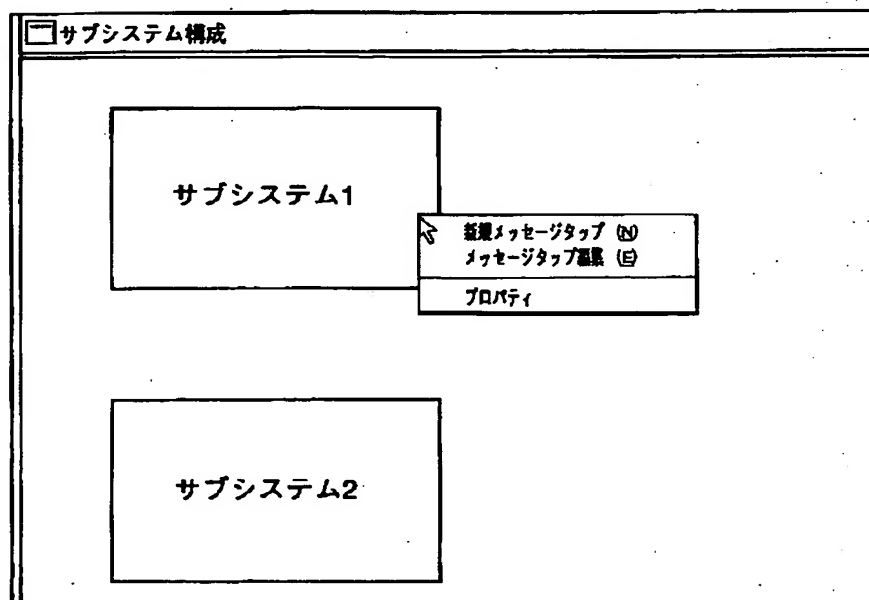 サブシステム構成
サブシステム1
新規メッセージタップ (N)
メッセージタップ編集 (E)
プロパティ
サブシステム2